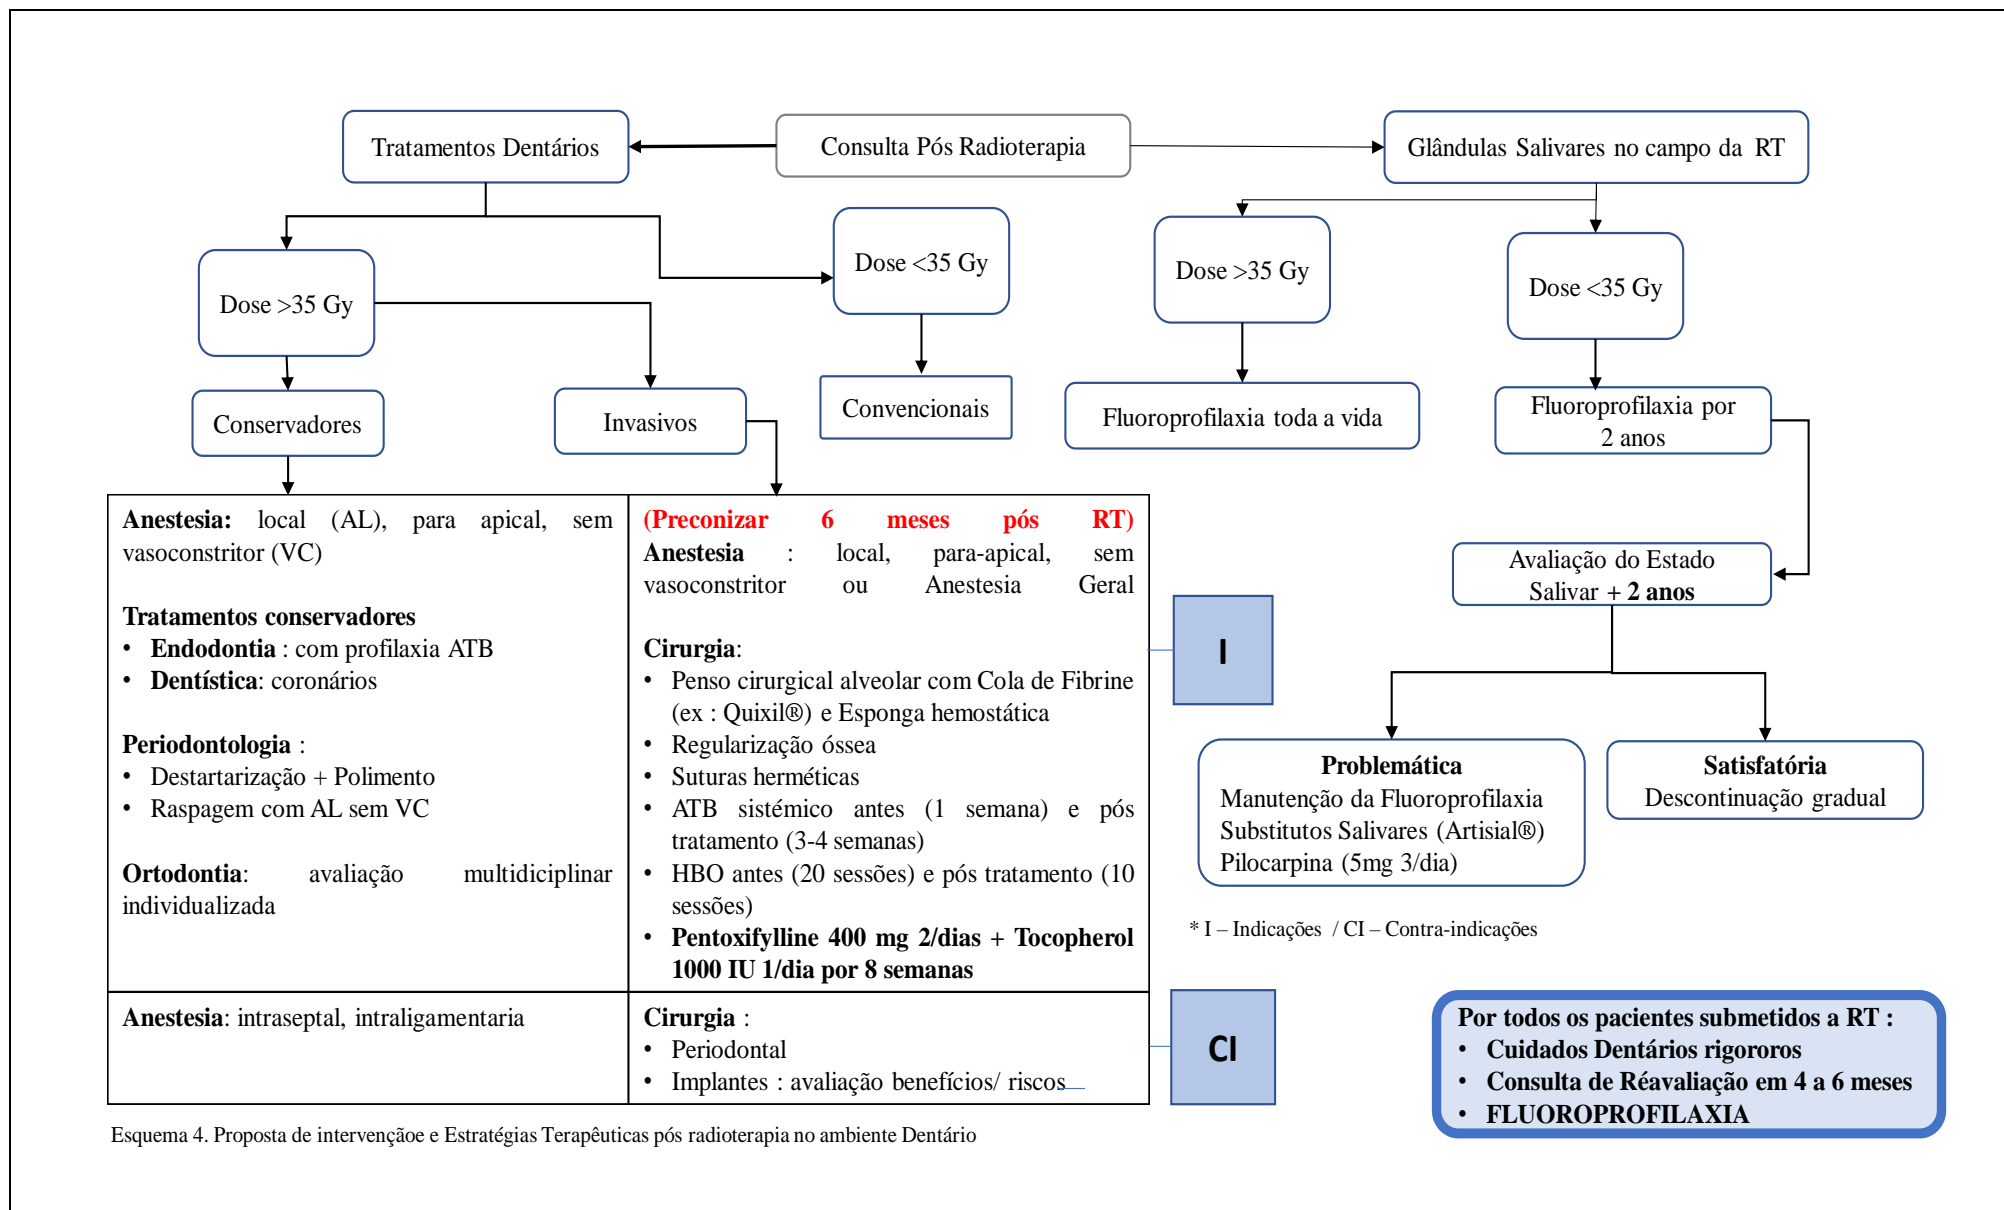 Tratamentos Dentários
Consulta Pós Radioterapia
Glândulas Salivares no campo da RT
Dose >35 Gy
Dose <35 Gy
Dose >35 Gy
Dose <35 Gy
Conservadores
Invasivos
Convencionais
Fluoroprofilaxia toda a vida
Fluoroprofilaxia por
2 anos
Anestesia: local (AL), para apical, sem
vasoconstritor (VC)
Tratamentos conservadores
• Endodontia : com profilaxia ATB
• Dentística: coronários
Periodontologia :
• Destartarização + Polimento
• Raspagem com AL sem VC
Ortodontia: avaliação multidiciplinar
individualizada
(Preconizar 6 meses pós RT)
Anestesia : local, para-apical, sem
vasoconstritor ou Anestesia Geral
Cirurgia:
• Penso cirurgical alveolar com Cola de Fibrine
(ex : Quixil®) e Esponga hemostática
• Regularização óssea
• Suturas herméticas
• ATB sistémico antes (1 semana) e pós
tratamento (3-4 semanas)
• HBO antes (20 sessões) e pós tratamento (10
sessões)
• Pentoxifylline 400 mg 2/dias + Tocopherol
1000 IU 1/dia por 8 semanas
I
Avaliação do Estado
Salivar + 2 anos
Problemática
Manutenção da Fluoroprofilaxia
Substitutos Salivares (Artisial®)
Pilocarpina (5mg 3/dia)
Satisfatória
Descontinuação gradual
* I – Indicações / CI – Contra-indicações
Anestesia: intraseptal, intraligamentaria
Cirurgia :
• Periodontal
• Implantes : avaliação benefícios/ riscos
CI
Por todos os pacientes submetidos a RT :
• Cuidados Dentários rigororos
• Consulta de Réavaliação em 4 a 6 meses
• FLUOROPROFILAXIA
Esquema 4. Proposta de intervençãoe e Estratégias Terapêuticas pós radioterapia no ambiente Dentário